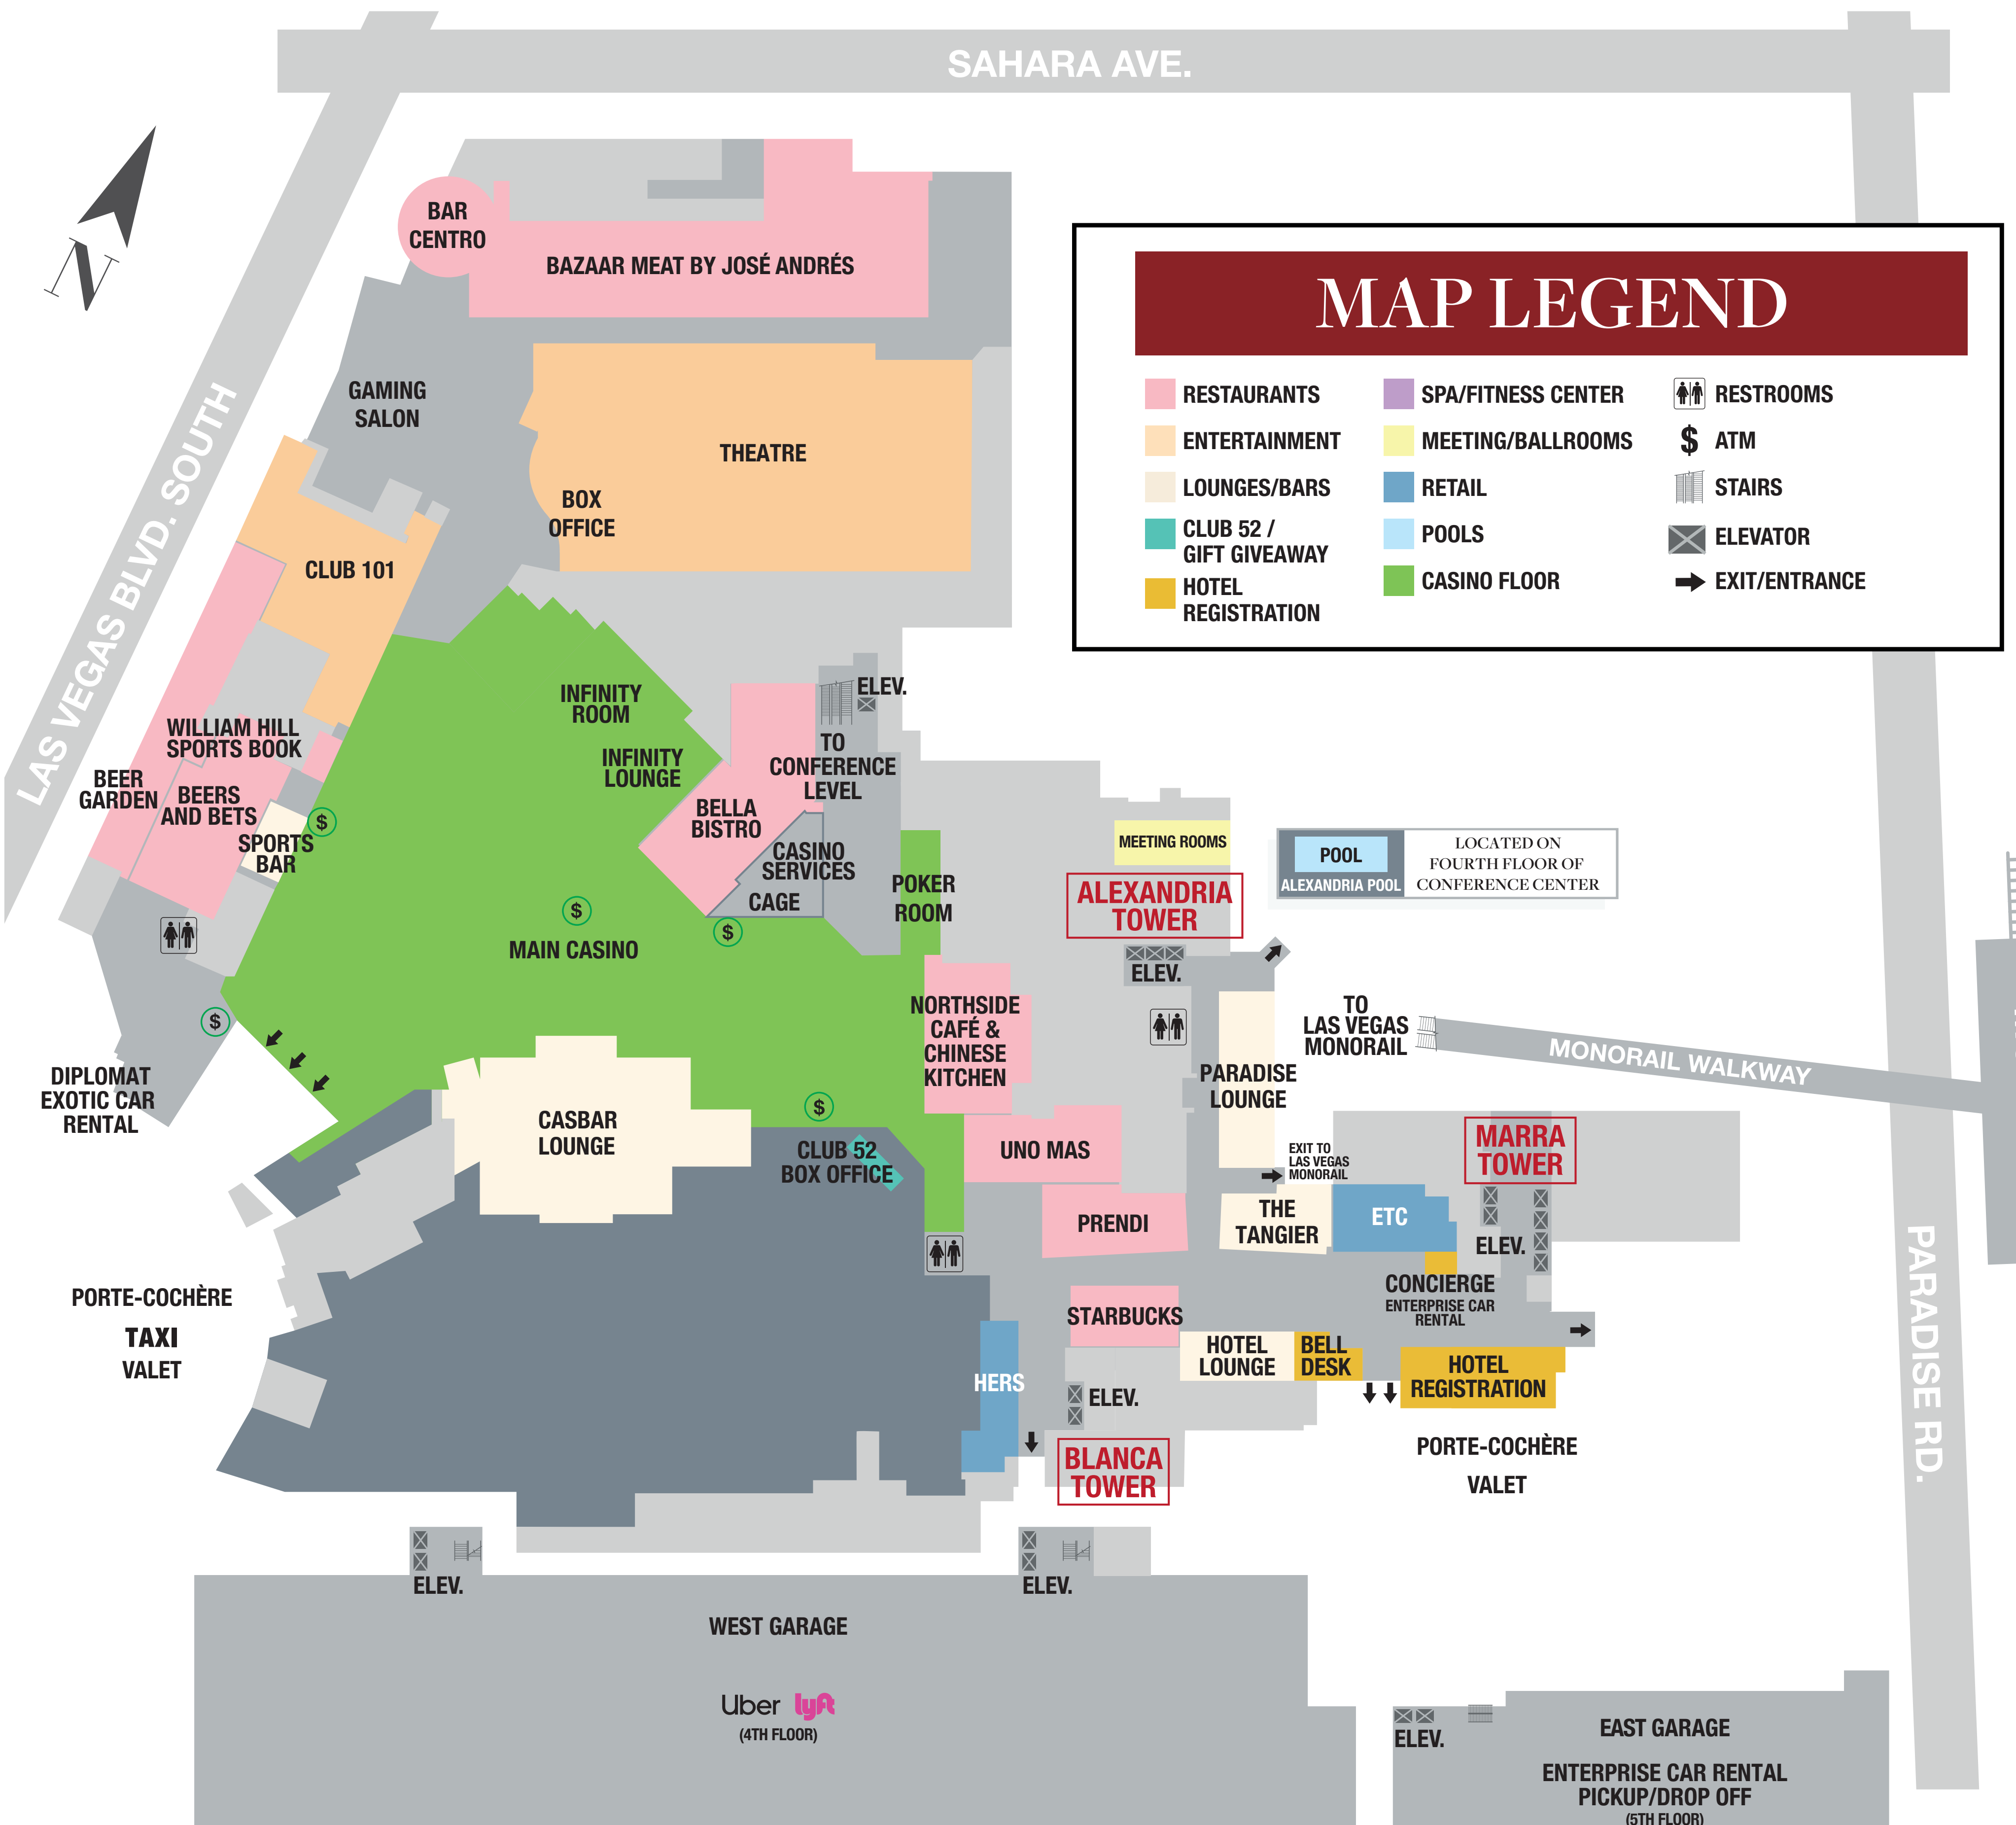 SAHARA AVE.
LAS VEGAS BLVD. SOUTH
N
BAR
CENTRO
BAZAAR MEAT BY JOSÉ ANDRÉS
MAP LEGEND
RESTAURANTS
ENTERTAINMENT
LOUNGES/BARS
CLUB 52 /
GIFT GIVEAWAY
HOTEL
REGISTRATION
SPA/FITNESS CENTER
MEETING/BALLROOMS
RETAIL
POOLS
CASINO FLOOR
RESTROOMS
$ ATM
STAIRS
ELEVATOR
EXIT/ENTRANCE
GAMING
SALON
THEATRE
BOX
OFFICE
CLUB 101
INFINITY
ROOM
INFINITY
LOUNGE
ELEV.
TO
CONFERENCE
LEVEL
WILLIAM HILL
SPORTS BOOK
BEER
GARDEN
BEERS
AND BETS
SPORTS
BAR
$
BELLA
BISTRO
CASINO
SERVICES
CAGE
POKER
ROOM
MEETING ROOMS
ALEXANDRIA
TOWER
ELEV.
POOL
ALEXANDRIA POOL
LOCATED ON
FOURTH FLOOR OF
CONFERENCE CENTER
$
$
MAIN CASINO
$
NORTHSIDE
CAFÉ &
CHINESE
KITCHEN
TO
LAS VEGAS
MONORAIL
MONORAIL WALKWAY
PARADISE
LOUNGE
DIPLOMAT
EXOTIC CAR
RENTAL
CASBAR
LOUNGE
$
CLUB 52
BOX OFFICE
UNO MAS
EXIT TO
LAS VEGAS
MONORAIL
MARRA
TOWER
PRENDI
THE
TANGIER
ETC
ELEV.
CONCIERGE
ENTERPRISE CAR
RENTAL
PORTE-COCHÈRE
TAXI
VALET
STARBUCKS
HOTEL
LOUNGE
BELL
DESK
HOTEL
REGISTRATION
HERS
ELEV.
BLANCA
TOWER
PORTE-COCHÈRE
VALET
PARADISE RD.
ELEV.
ELEV.
WEST GARAGE
Uber lyft
(4TH FLOOR)
ELEV.
EAST GARAGE
ENTERPRISE CAR RENTAL
PICKUP/DROP OFF
(5TH FLOOR)